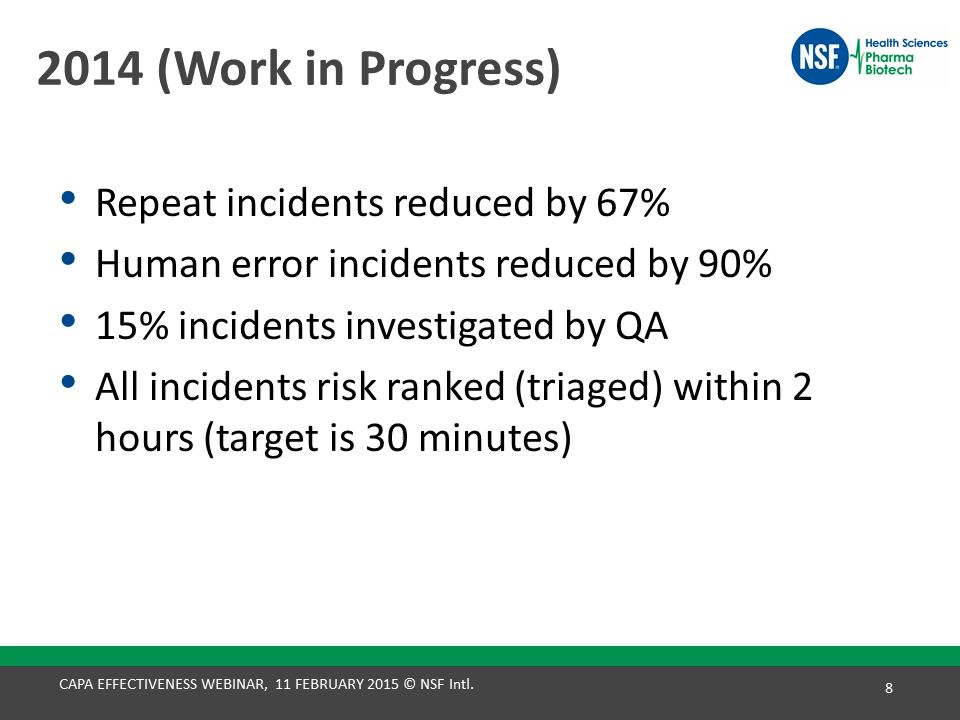 2014 (Work in Progress)
NSF®
Health Sciences
Pharma
Biotech
• Repeat incidents reduced by 67%
• Human error incidents reduced by 90%
• 15% incidents investigated by QA
• All incidents risk ranked (triaged) within 2
hours (target is 30 minutes)
CAPA EFFECTIVENESS WEBINAR, 11 FEBRUARY 2015 © NSF Intl.
8